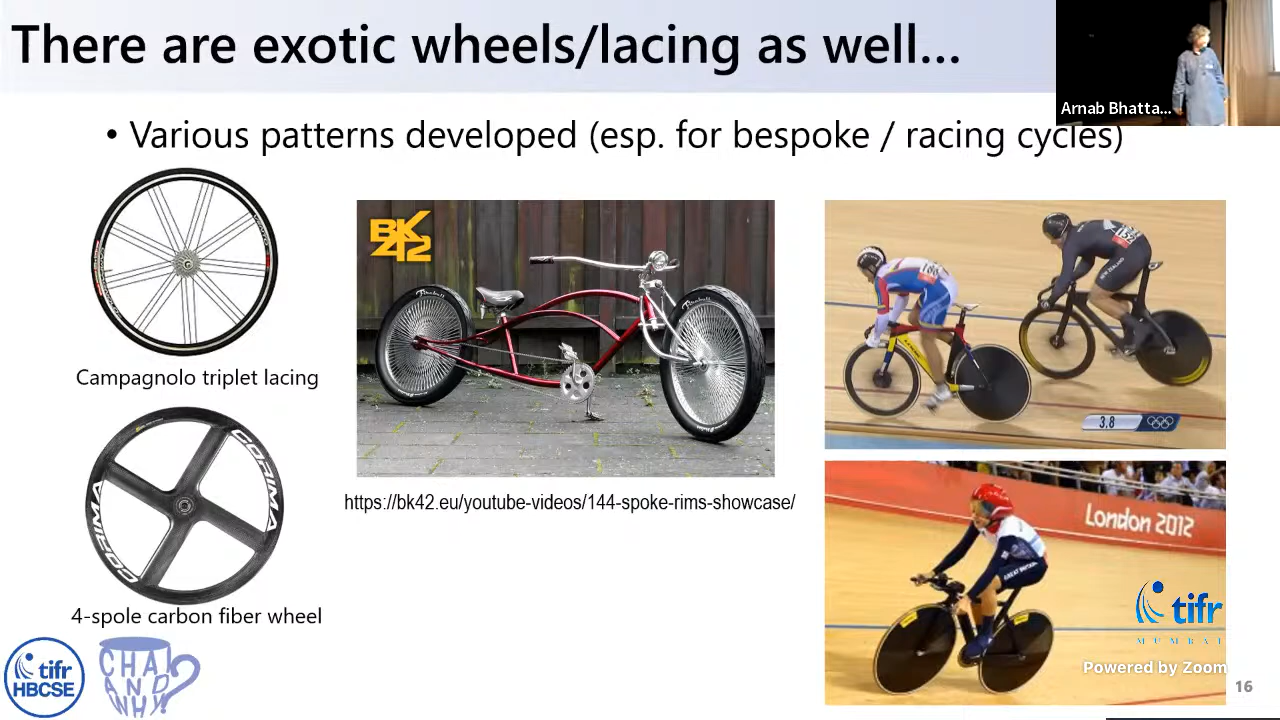 There are exotic wheels/lacing as well...
Arnab Bhatta...
• Various patterns developed (esp. for bespoke / racing cycles)
Campagnolo triplet lacing
BK
42
https://bk42.eu/youtube-videos/144-spoke-rims-showcase/
3.8
CORIMA
CORIMA
4-spole carbon fiber wheel
London 2012
GREAT BRITAIN
tifr
MUMBAI
Powered by Zoom
tifr
HBCSE
CHAI
AND
WHY?
16